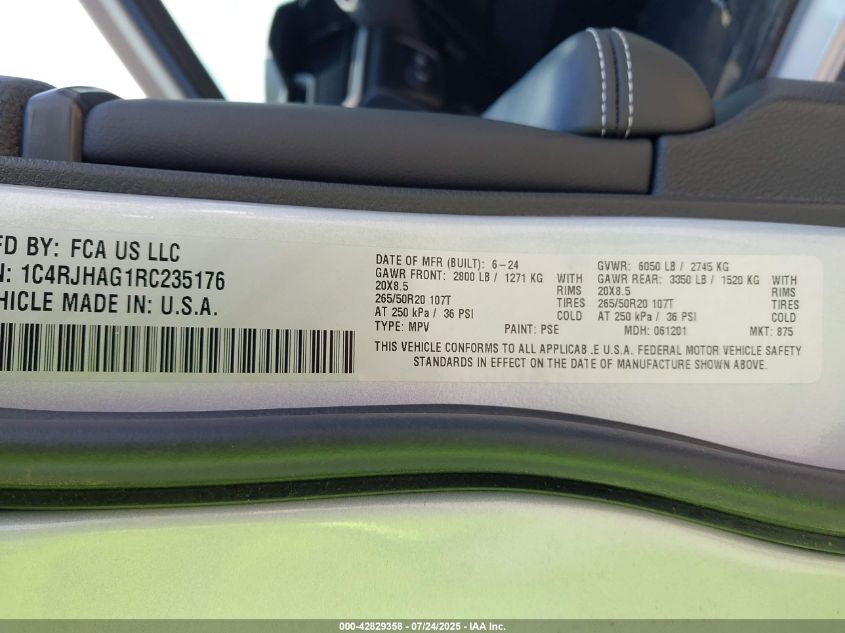 FD BY: FCA US LLC
N: 1C4RJHAG1RC235176
EHICLE MADE IN: U.S.A.
DATE OF MFR (BUILT): 6-24
GAWR FRONT: 2800 LB / 1271 KG WITH
20X8.5 RIMS
265/50R20 107T TIRES
AT 250 kPa / 36 PSI COLD
TYPE: MPV PAINT: PSE
GVWR: 6050 LB / 2745 KG
GAWR REAR: 3350 LB / 1520 KG WITH
20X8.5 RIMS
265/50R20 107T TIRES
AT 250 kPa / 36 PSI COLD
MDH: 061201 MKT: 875
THIS VEHICLE CONFORMS TO ALL APPLICAB .E U.S.A. FEDERAL MOTOR VEHICLE SAFETY
STANDARDS IN EFFECT ON THE DATE OF MANUFACTURE SHOWN ABOVE.
000-42829358 - 07/24/2025 - IAA Inc.